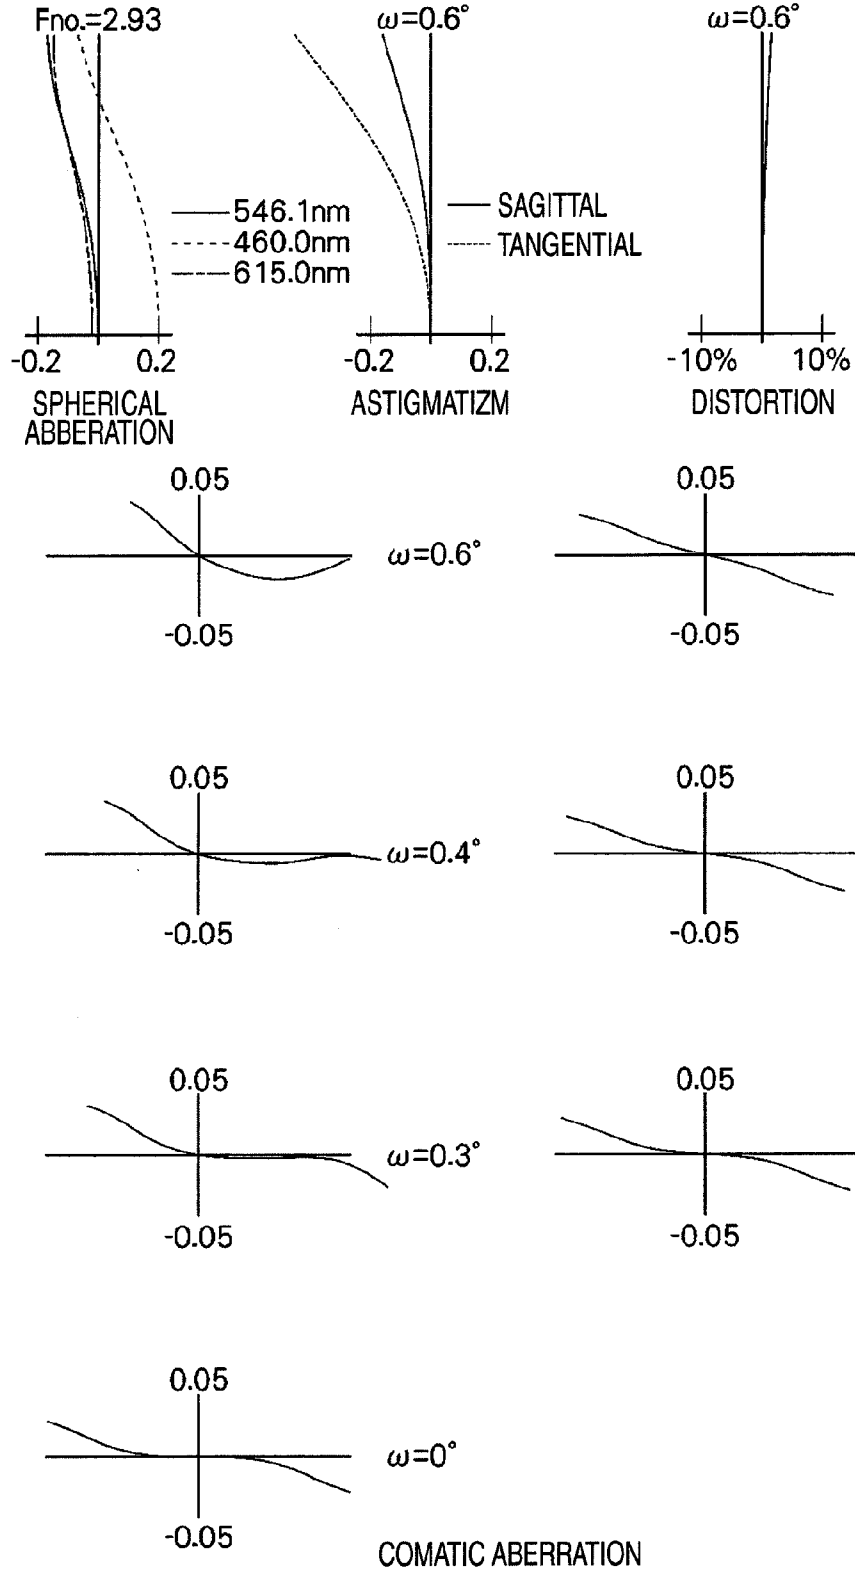 Fno.=2.93
ω=0.6°
ω=0.6°
546.1nm
460.0nm
615.0nm
SAGITTAL
TANGENTIAL
-0.2 0.2
-0.2 0.2
-10% 10%
SPHERICAL
ABBERATION
ASTIGMATIZM
DISTORTION
0.05
0.05
ω=0.6°
-0.05
-0.05
0.05
0.05
ω=0.4°
-0.05
-0.05
0.05
0.05
ω=0.3°
-0.05
-0.05
0.05
ω=0°
-0.05
COMATIC ABERRATION